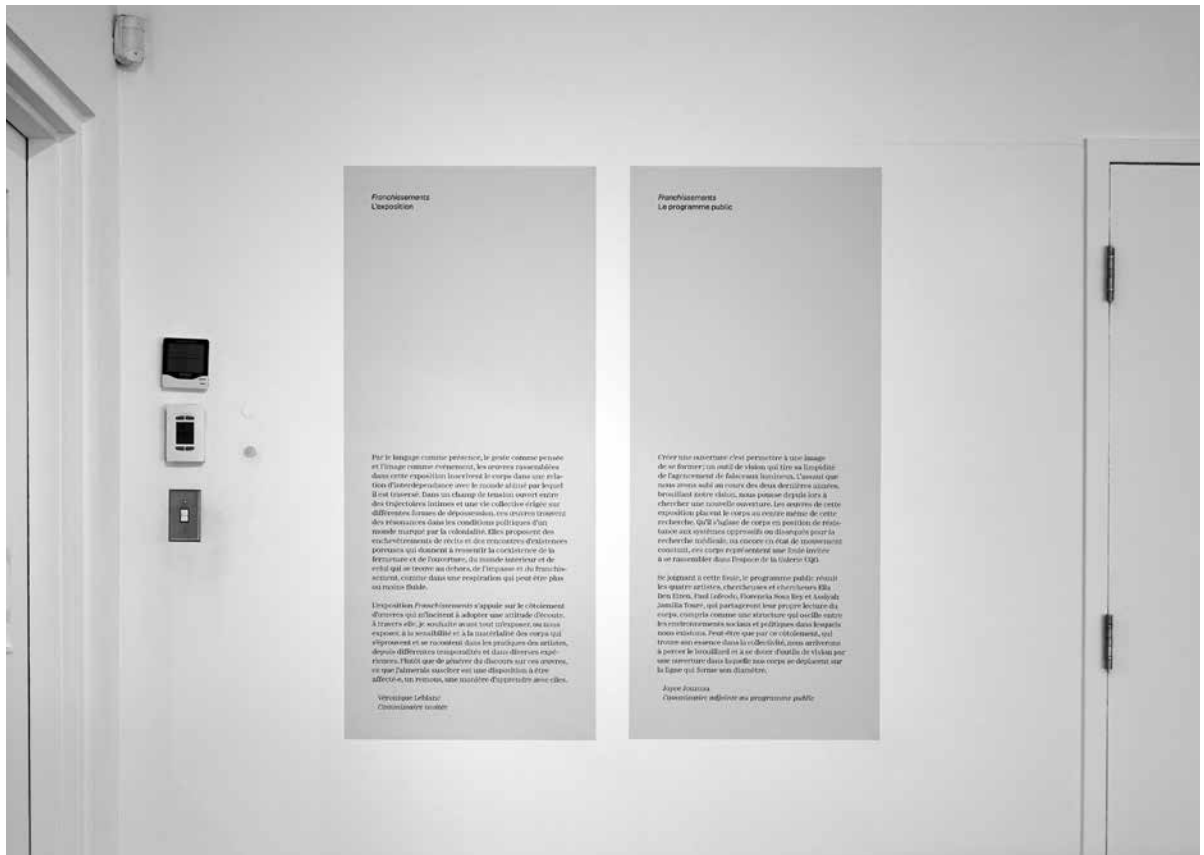 Franchissements
L'exposition
Par le langage comme présence, le geste comme pensée
et l'image comme événement, les œuvres rassemblées
dans cette exposition inscrivent le corps dans une rela-
tion d'interdépendance avec le monde abîmé par lequel
il est traversé. Dans un champ de tension ouvert entre
des trajectoires intimes et une vie collective érigée sur
différentes formes de dépossession, ces œuvres trouvent
des résonances dans les conditions politiques d'un
monde marqué par la colonialité. Elles proposent des
enchevêtrements de récits et des rencontres d'existences
poreuses qui donnent à ressentir la coexistence de la
fermeture et de l'ouverture, du monde intérieur et de
celui qui se trouve au dehors, de l'impasse et du franchis-
sement, comme dans une respiration qui peut être plus
ou moins fluide.
L'exposition Franchissements s'appuie sur le côtoiement
d'œuvres qui m'incitent à adopter une attitude d'écoute.
À travers elle, je souhaite avant tout m'exposer, ou nous
exposer, à la sensibilité et à la matérialité des corps qui
s'éprouvent et se racontent dans les pratiques des artistes,
depuis différentes temporalités et dans diverses expé-
riences. Plutôt que de générer du discours sur ces œuvres,
ce que j'aimerais susciter est une disposition à être
affecté·e, un remous, une manière d'apprendre avec elles.
Véronique Leblanc
Commissaire invitée
Franchissements
Le programme public
Créer une ouverture c'est permettre à une image
de se former; un outil de vision qui tire sa limpidité
de l'agencement de faisceaux lumineux. L'assaut que
nous avons subi au cours des deux dernières années,
brouillant notre vision, nous pousse depuis lors à
chercher une nouvelle ouverture. Les œuvres de cette
exposition placent le corps au centre même de cette
recherche. Qu'il s'agisse de corps en position de résis-
tance aux systèmes oppressifs ou disséqués pour la
recherche médicale, ou encore en état de mouvement
constant, ces corps représentent une foule invitée
à se rassembler dans l'espace de la Galerie UQO.
Se joignant à cette foule, le programme public réunit
les quatre artistes, chercheuses et chercheurs Ella
Den Elzen, Paul Lofeodo, Florencia Sosa Rey et Assiyah
Jamilla Touré, qui partageront leur propre lecture du
corps, compris comme une structure qui oscille entre
les environnements sociaux et politiques dans lesquels
nous existons. Peut-être que par ce côtoiement, qui
trouve son essence dans la collectivité, nous arriverons
à percer le brouillard et à se doter d'outils de vision par
une ouverture dans laquelle nos corps se déplacent sur
la ligne qui forme son diamètre.
Joyce Joumaa
Commissaire adjointe au programme public